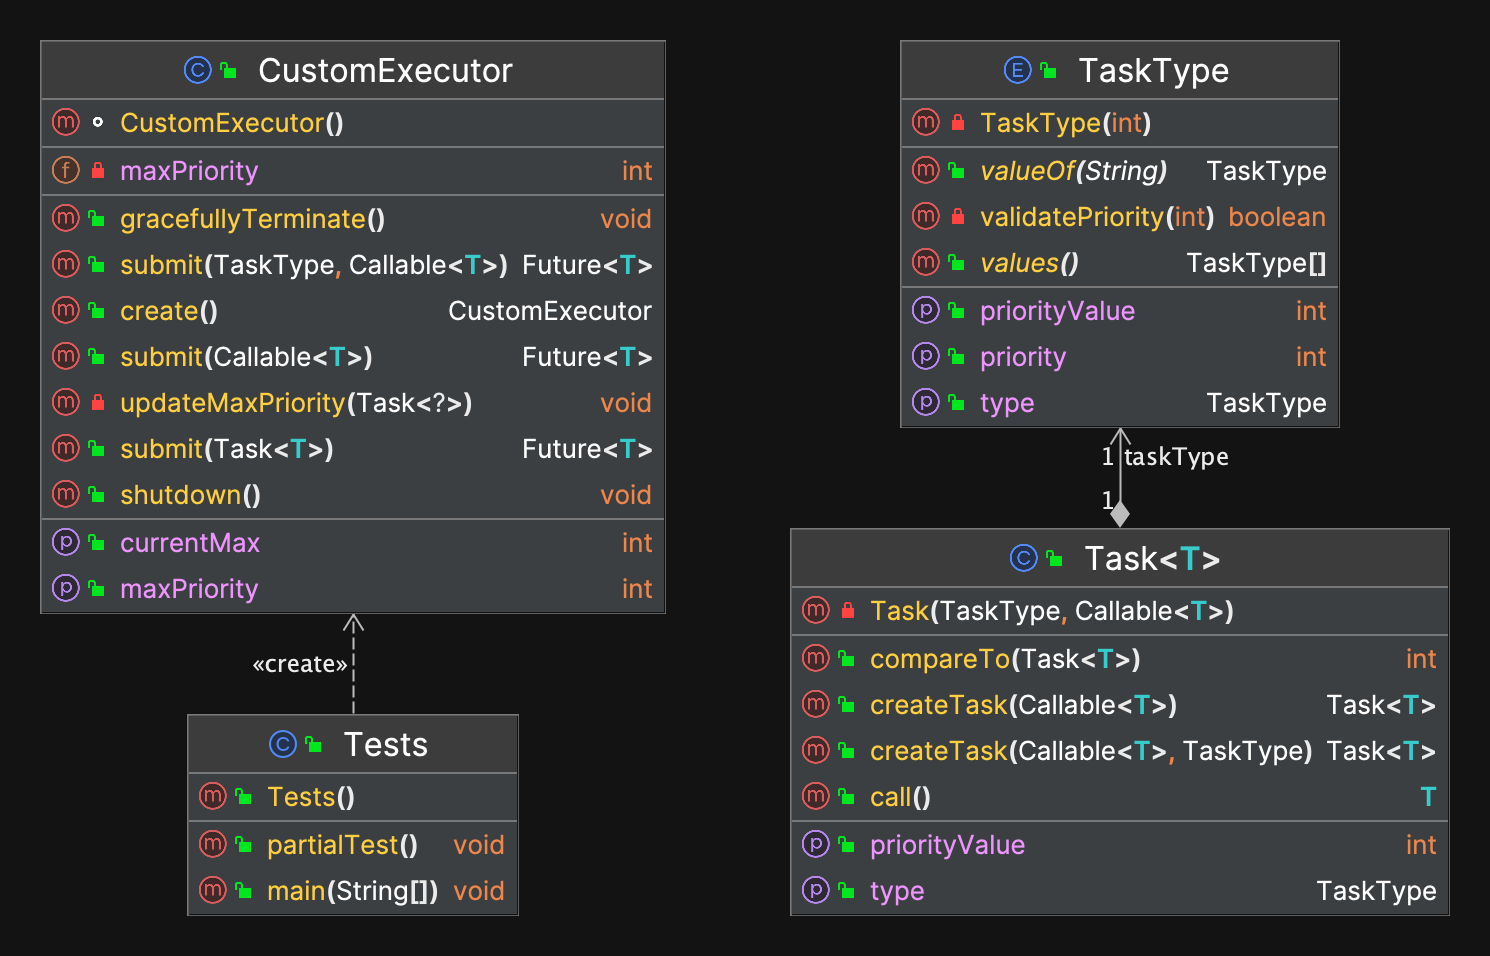 CustomExecutor
CustomExecutor()
maxPriority int
gracefullyTerminate() void
submit(TaskType, Callable<T>) Future<T>
create() CustomExecutor
submit(Callable<T>) Future<T>
updateMaxPriority(Task<?>) void
submit(Task<T>) Future<T>
shutdown() void
currentMax int
maxPriority int
«create»
Tests
Tests()
partialTest() void
main(String[]) void
TaskType
TaskType(int)
valueOf(String) TaskType
validatePriority(int) boolean
values() TaskType[]
priorityValue int
priority int
type TaskType
1 taskType
1
Task<T>
Task(TaskType, Callable<T>)
compareTo(Task<T>) int
createTask(Callable<T>) Task<T>
createTask(Callable<T>, TaskType) Task<T>
call() T
priorityValue int
type TaskType